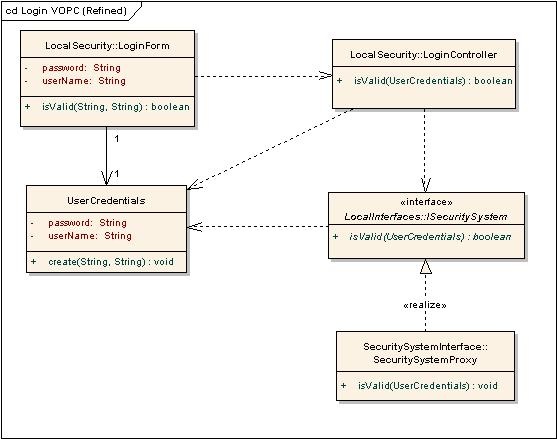 cd Login VOPC (Refined)
LocalSecurity::LoginForm
- password: String
- userName: String
+ isValid(String, String) : boolean
LocalSecurity::LoginController
+ isValid(UserCredentials) : boolean
1
1
UserCredentials
- password: String
- userName: String
+ create(String, String) : void
«interface»
LocalInterfaces::ISecuritySystem
+ isValid(UserCredentials) : boolean
«realize»
SecuritySystemInterface::
SecuritySystemProxy
+ isValid(UserCredentials) : void